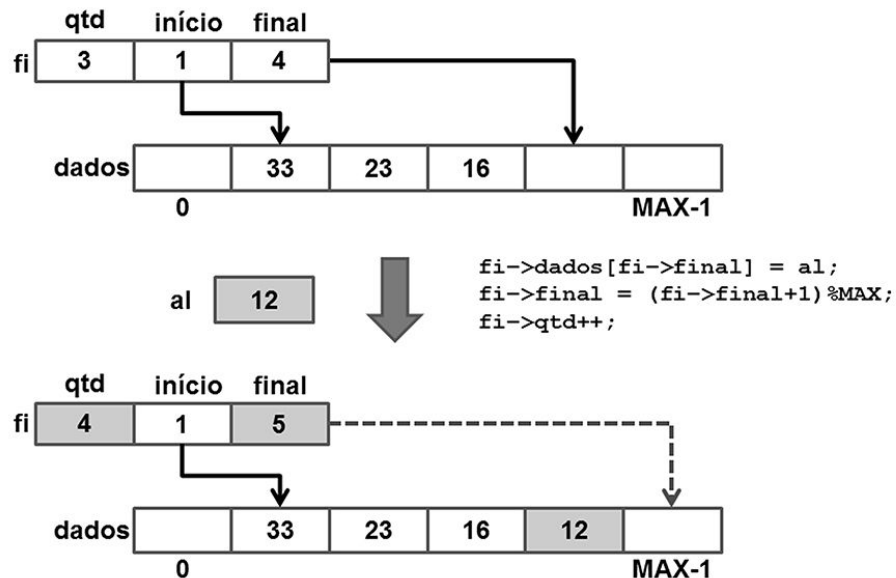 qtd início final
fi 3 1 4
dados 33 23 16
0 MAX-1
fi->dados[fi->final] = al;
fi->final = (fi->final+1)%MAX;
fi->qtd++;
al 12
qtd início final
fi 4 1 5
dados 33 23 16 12
0 MAX-1